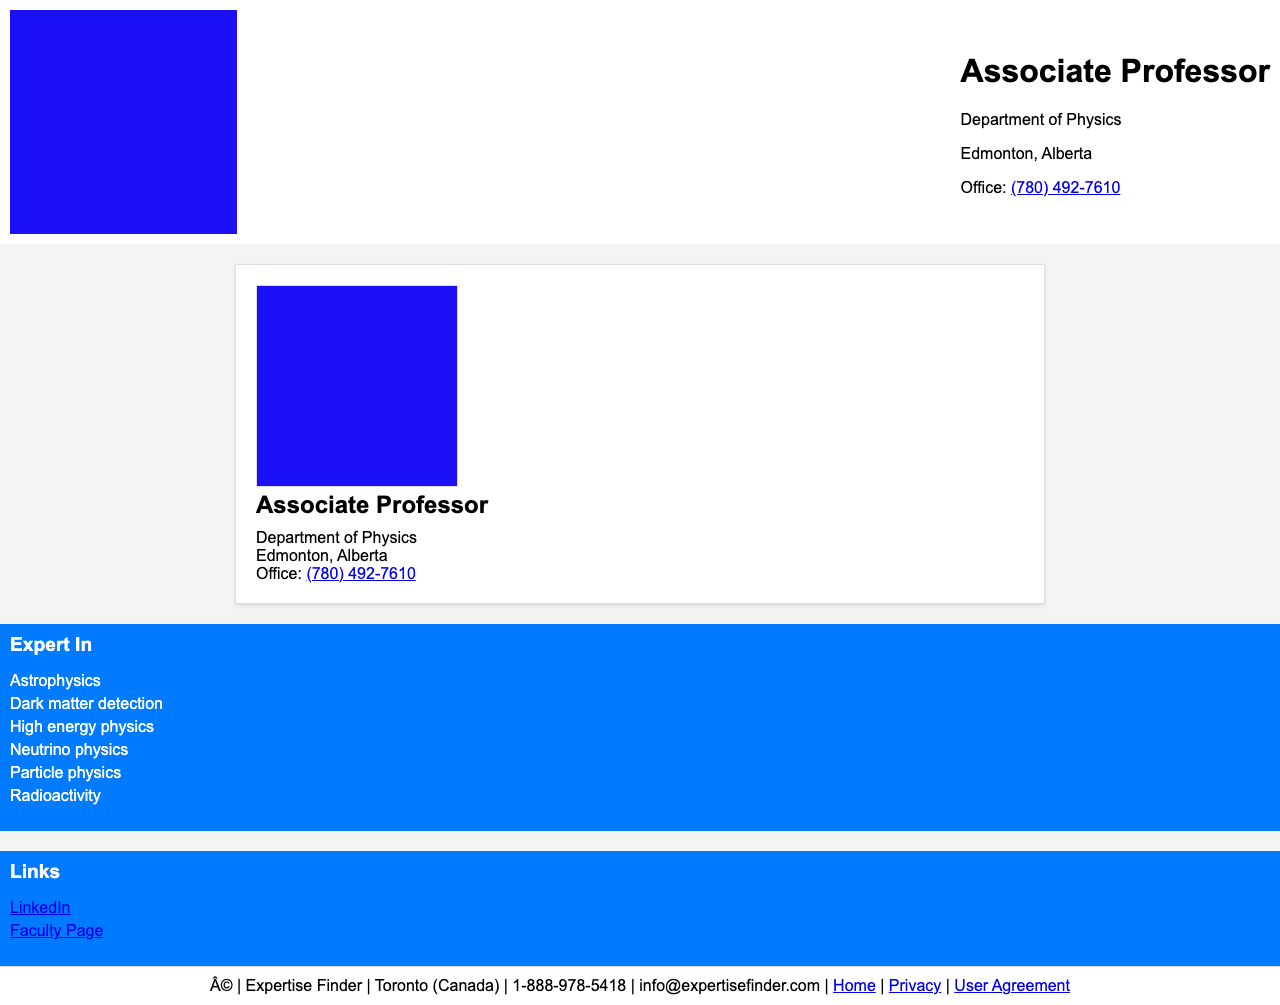 Associate Professor
Department of Physics
Edmonton, Alberta
Office: (780) 492-7610
Associate Professor
Department of Physics
Edmonton, Alberta
Office: (780) 492-7610
Expert In
Astrophysics
Dark matter detection
High energy physics
Neutrino physics
Particle physics
Radioactivity
Links
LinkedIn
Faculty Page
Â© | Expertise Finder | Toronto (Canada) | 1-888-978-5418 | info@expertisefinder.com | Home | Privacy | User Agreement